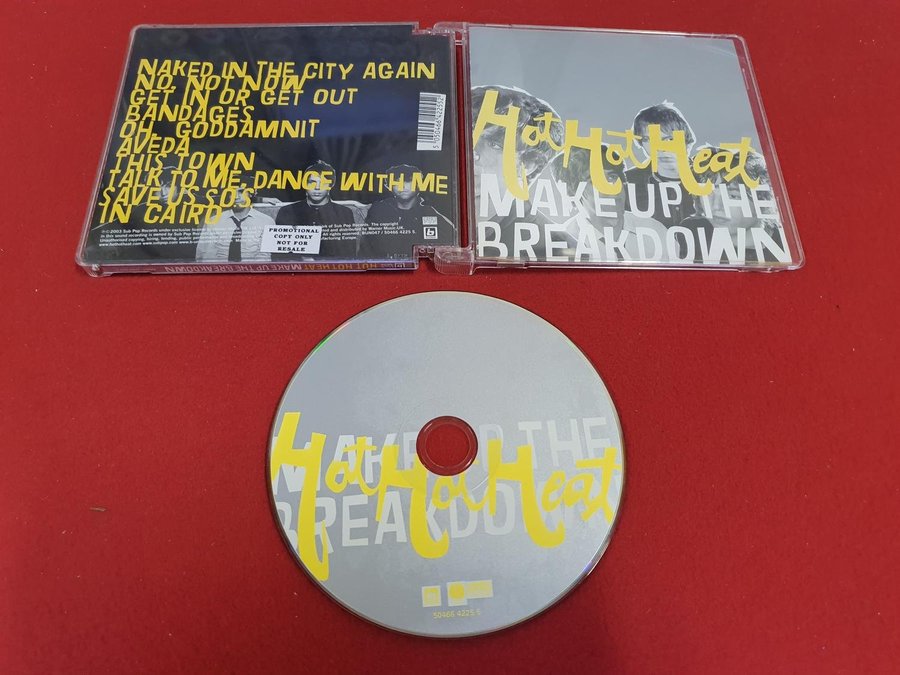 NAKED IN THE CITY AGAIN
NO, NOT NOW
GET IN OR GET OUT
BANDAGES
OH, GODDAMNIT
AVEDA
THIS TOWN
TALK TO ME, DANCE WITH ME
SAVE US S.O.S.
IN CAIRO
5 050466 422552
PROMOTIONAL
COPY ONLY
NOT FOR
RESALE
HOT HOT HEAT MAKE UP THE BREAKDOWN
Hot Hot Heat
MAKE UP THE
BREAKDOWN
Hot Hot Heat
MAKE UP THE
BREAKDOWN
50466 4225 5